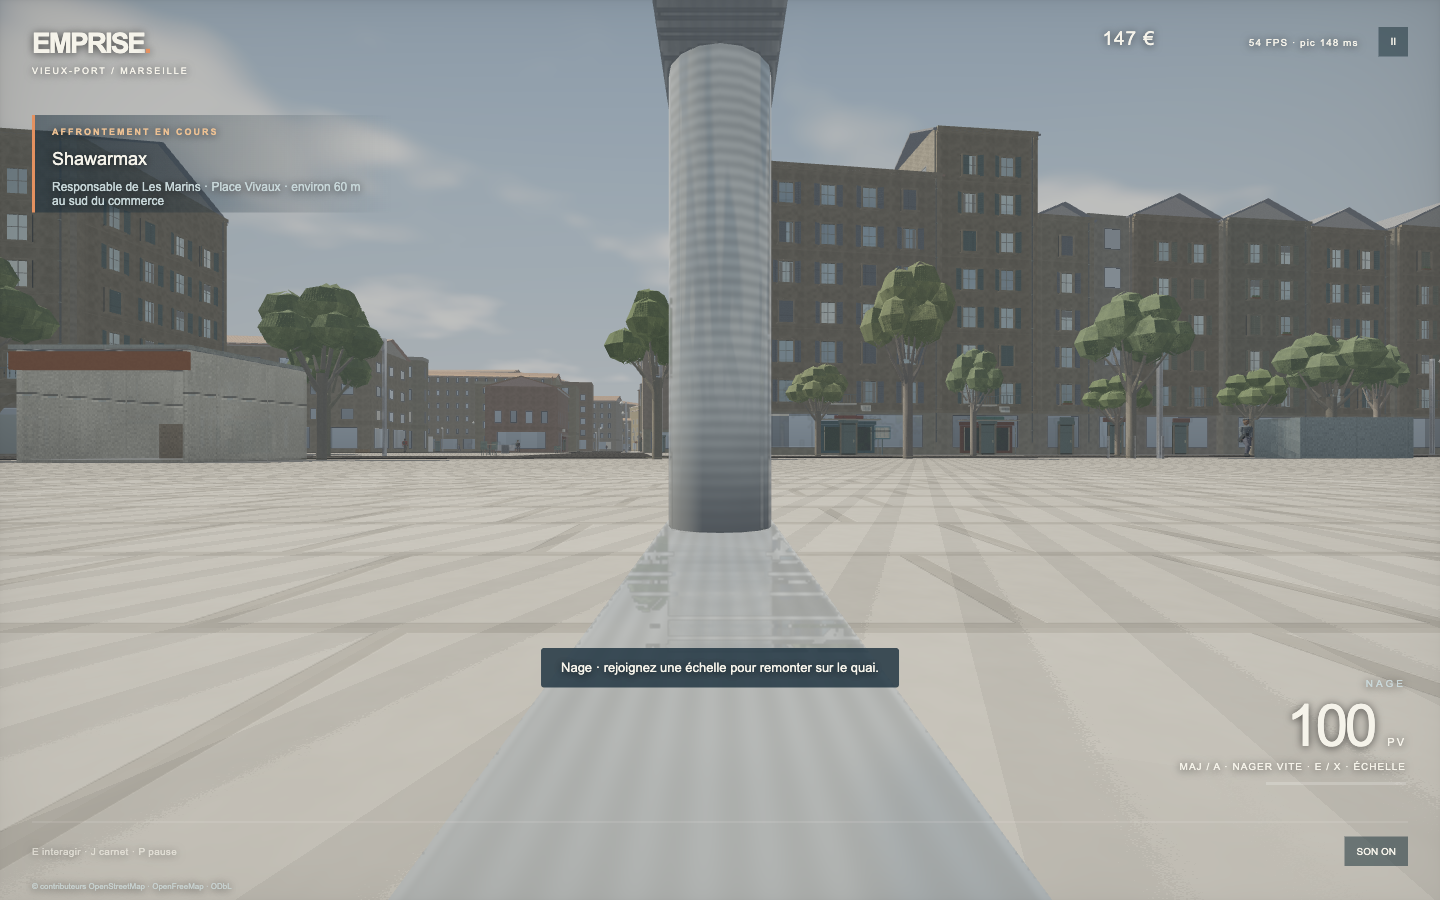 EMPRISE.
VIEUX-PORT / MARSEILLE
147 €
54 FPS · pic 148 ms
II
AFFRONTEMENT EN COURS
Shawarmax
Responsable de Les Marins · Place Vivaux · environ 60 m
au sud du commerce
Nage · rejoignez une échelle pour remonter sur le quai.
NAGE
100 PV
MAJ / A · NAGER VITE · E / X · ÉCHELLE
E interagir · J carnet · P pause
SON ON
© contributeurs OpenStreetMap · OpenFreeMap · ODbL